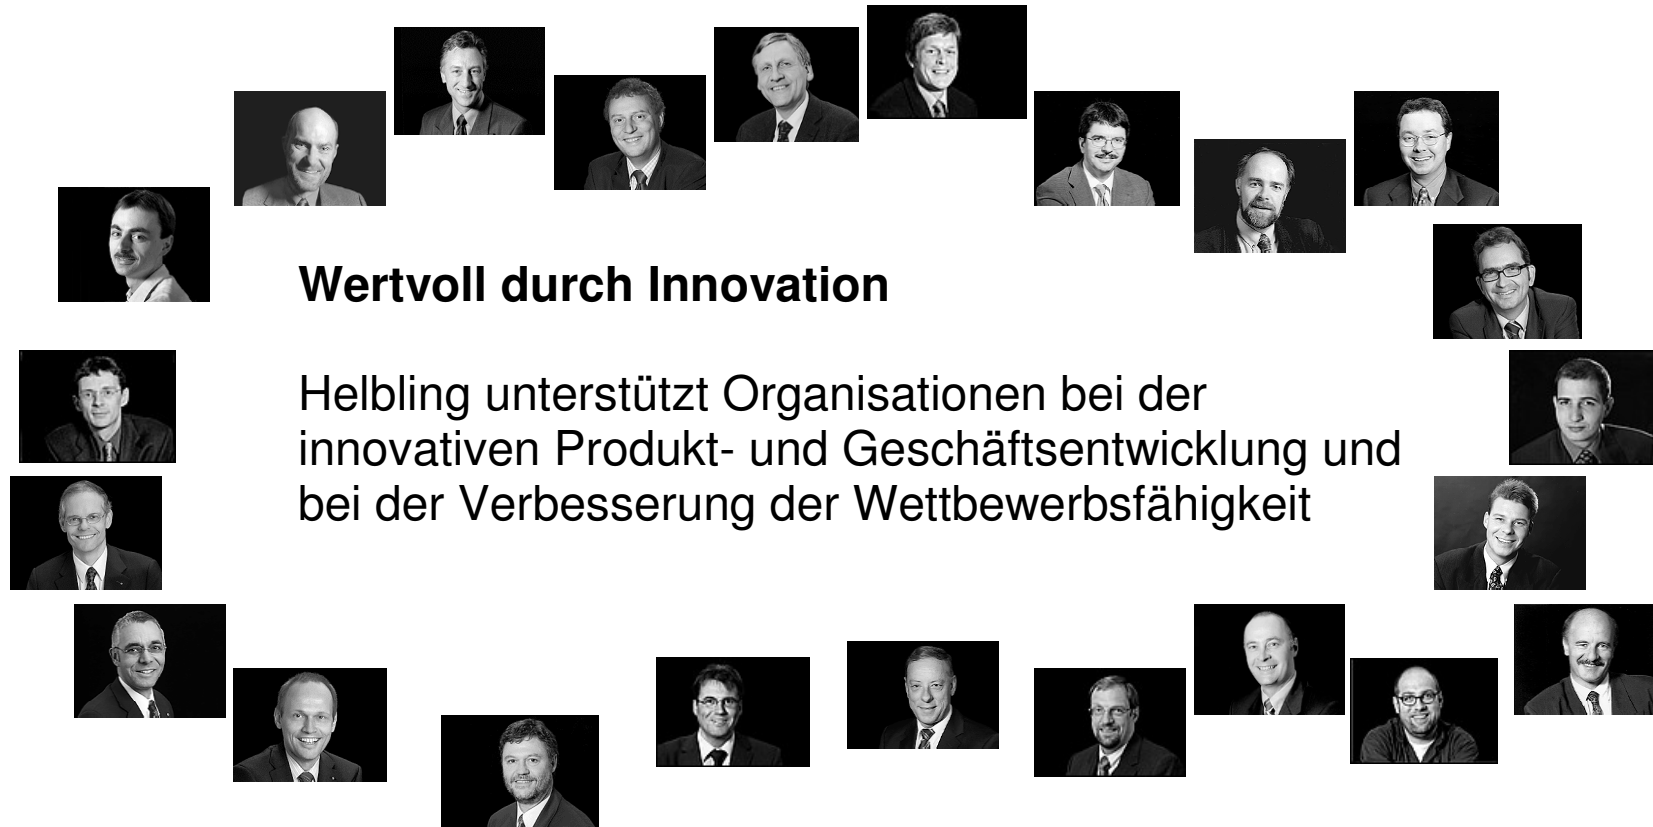 Wertvoll durch Innovation
Helbling unterstützt Organisationen bei der
innovativen Produkt- und Geschäftsentwicklung und
bei der Verbesserung der Wettbewerbsfähigkeit